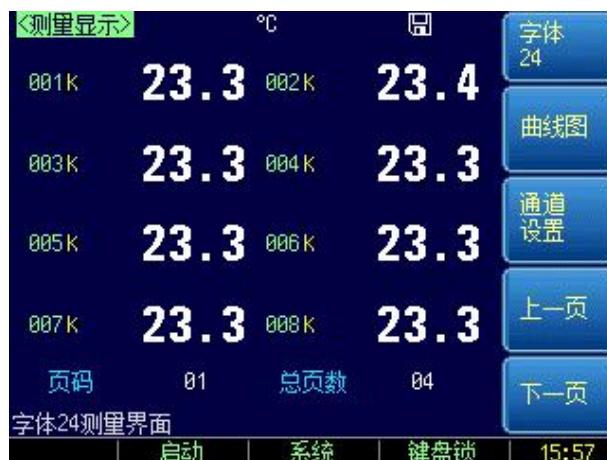 <测量显示> °C
字体
24
001K 23.3 002K 23.4
曲线图
003K 23.3 004K 23.3
通道
设置
005K 23.3 006K 23.3
上一页
007K 23.3 008K 23.3
页码 01 总页数 04
下一页
字体24测量界面
启动 系统 键盘锁 15:57